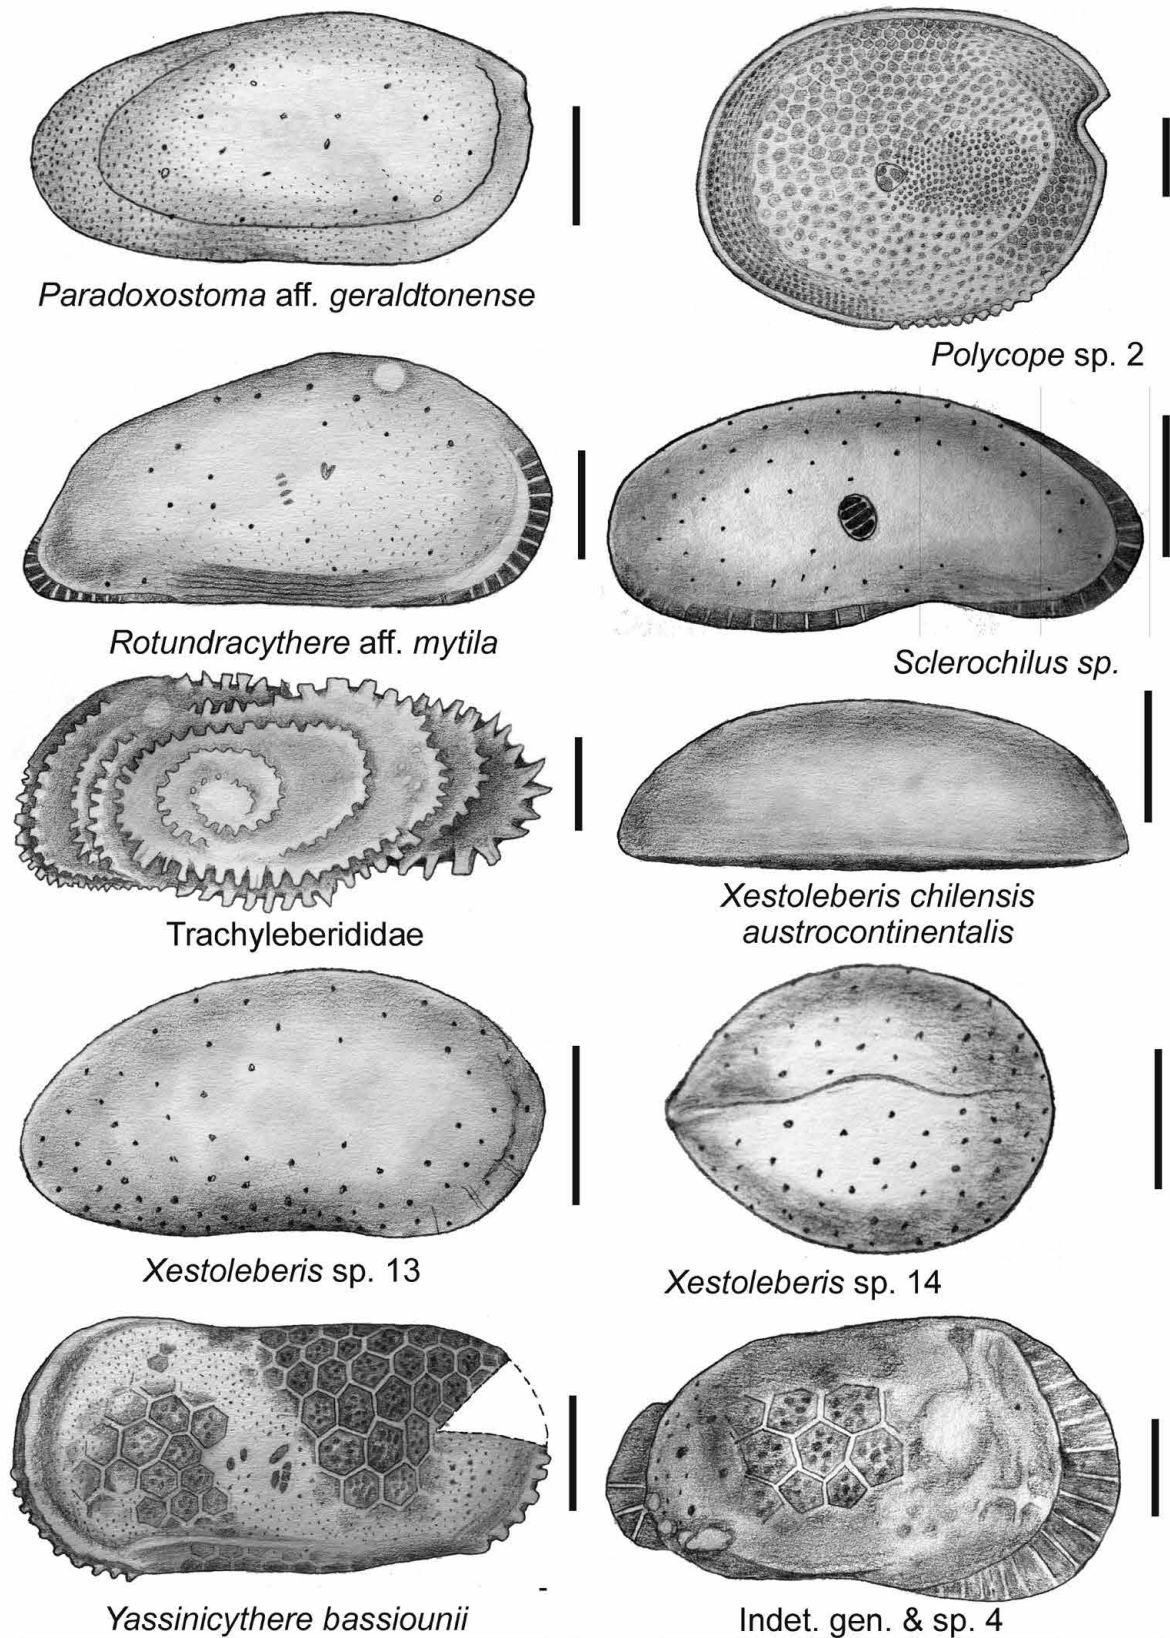 Paradoxostoma aff. geraldtonense
Polycope sp. 2
Rotundracythere aff. mytila
Sclerochilus sp.
Trachyleberididae
Xestoleberis chilensis
austrocontinentalis
Xestoleberis sp. 13
Xestoleberis sp. 14
Yassinicythere bassiounii
Indet. gen. & sp. 4